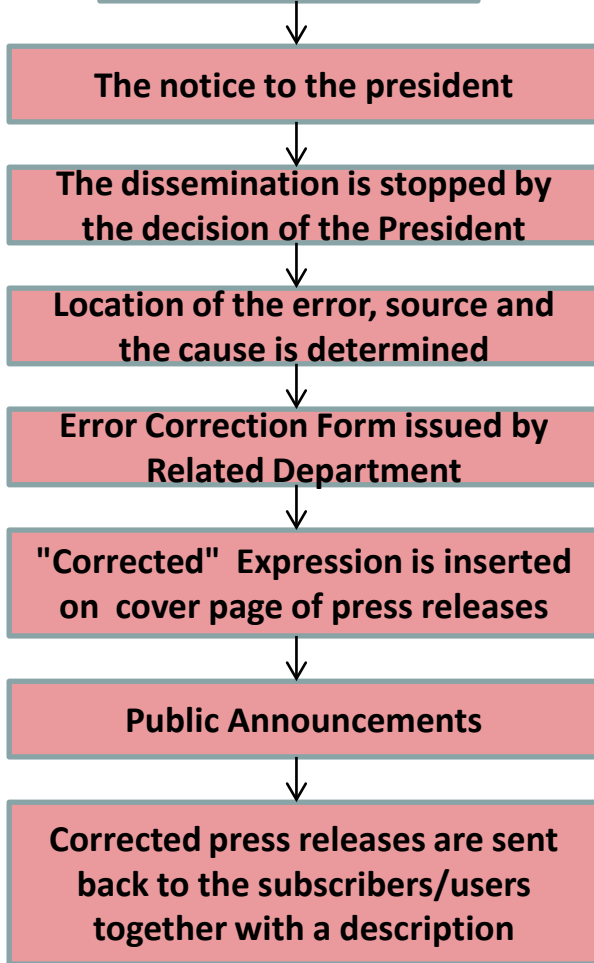 The notice to the president
The dissemination is stopped by
the decision of the President
Location of the error, source and
the cause is determined
Error Correction Form issued by
Related Department
"Corrected"  Expression is inserted
on  cover page of press releases
Public Announcements
Corrected press releases are sent
back to the subscribers/users
together with a description